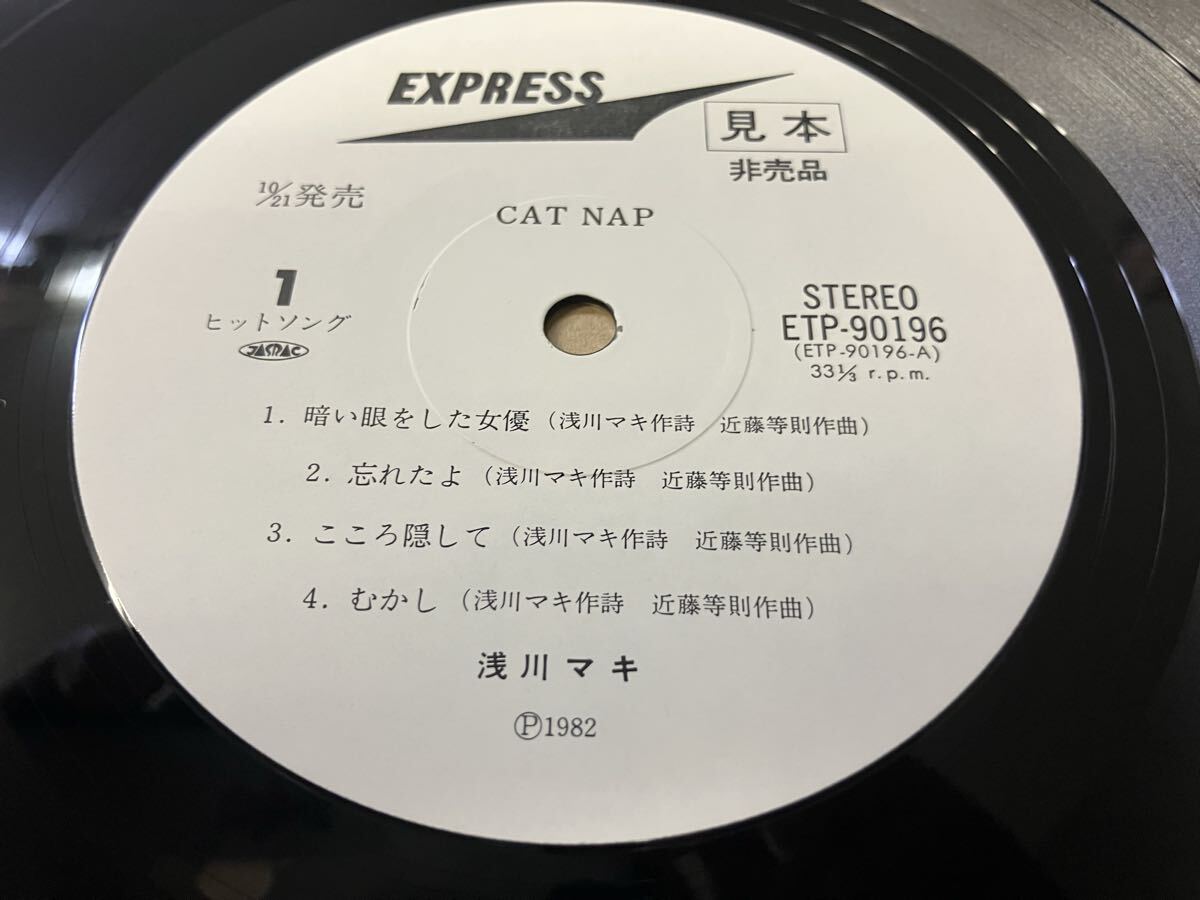 EXPRESS
見本
非売品
10/21発売
CAT NAP
1
ヒットソング
JASRAC
STEREO
ETP-90196
(ETP-90196-A)
33 1/3 r.p.m.
1. 暗い眼をした女優 (浅川マキ作詩 近藤等則作曲)
2. 忘れたよ (浅川マキ作詩 近藤等則作曲)
3. こころ隠して (浅川マキ作詩 近藤等則作曲)
4. むかし (浅川マキ作詩 近藤等則作曲)
浅川マキ
Ⓟ1982